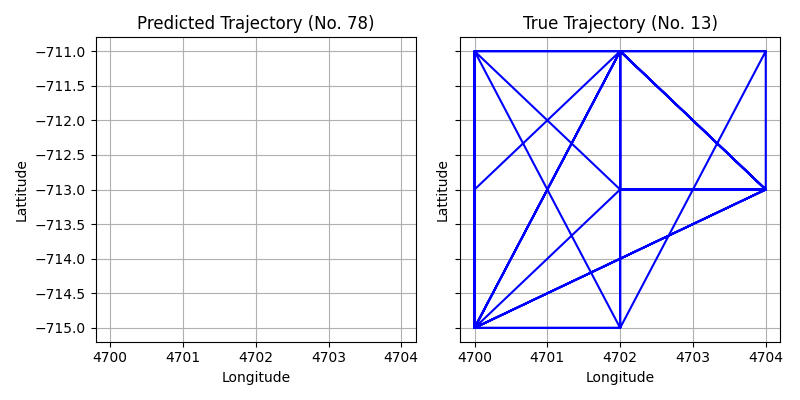 Predicted Trajectory (No. 78)
True Trajectory (No. 13)
−711.0
−711.5
−712.0
−712.5
−713.0
−713.5
−714.0
−714.5
−715.0
Lattitude
Lattitude
4700 4701 4702 4703 4704
4700 4701 4702 4703 4704
Longitude
Longitude